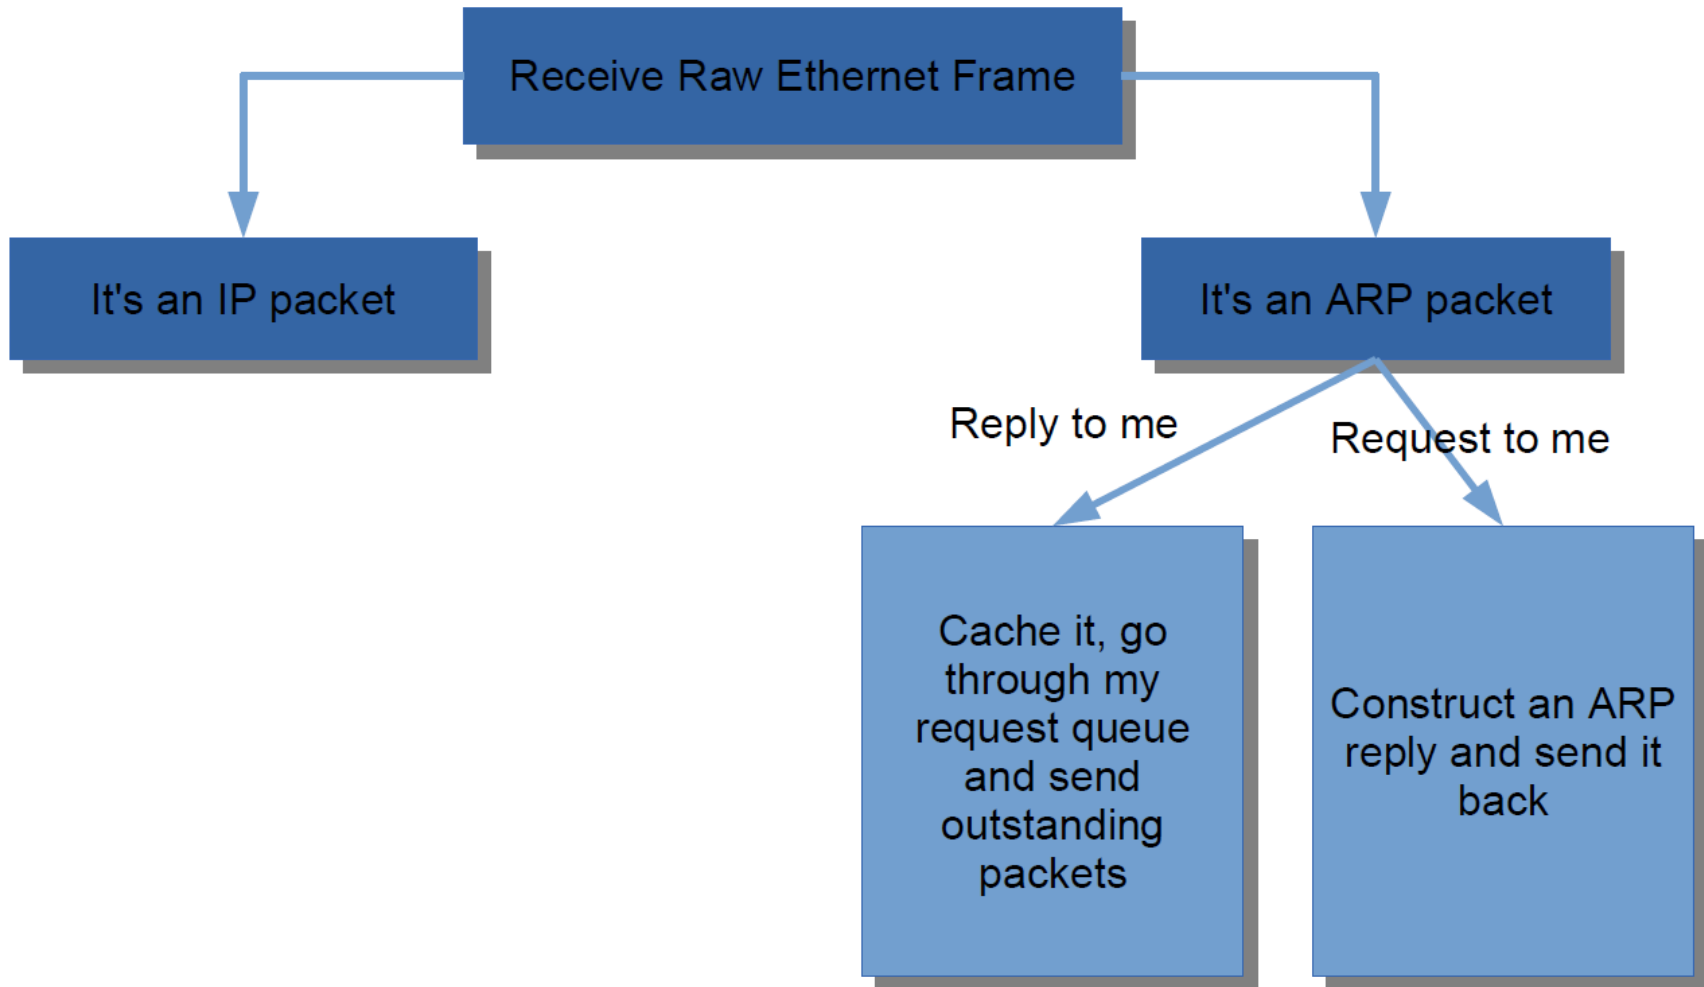 Receive Raw Ethernet Frame
It's an IP packet
It's an ARP packet
Reply to me
Request to me
Cache it, go
through my
request queue
and send
outstanding
packets
Construct an ARP
reply and send it
back